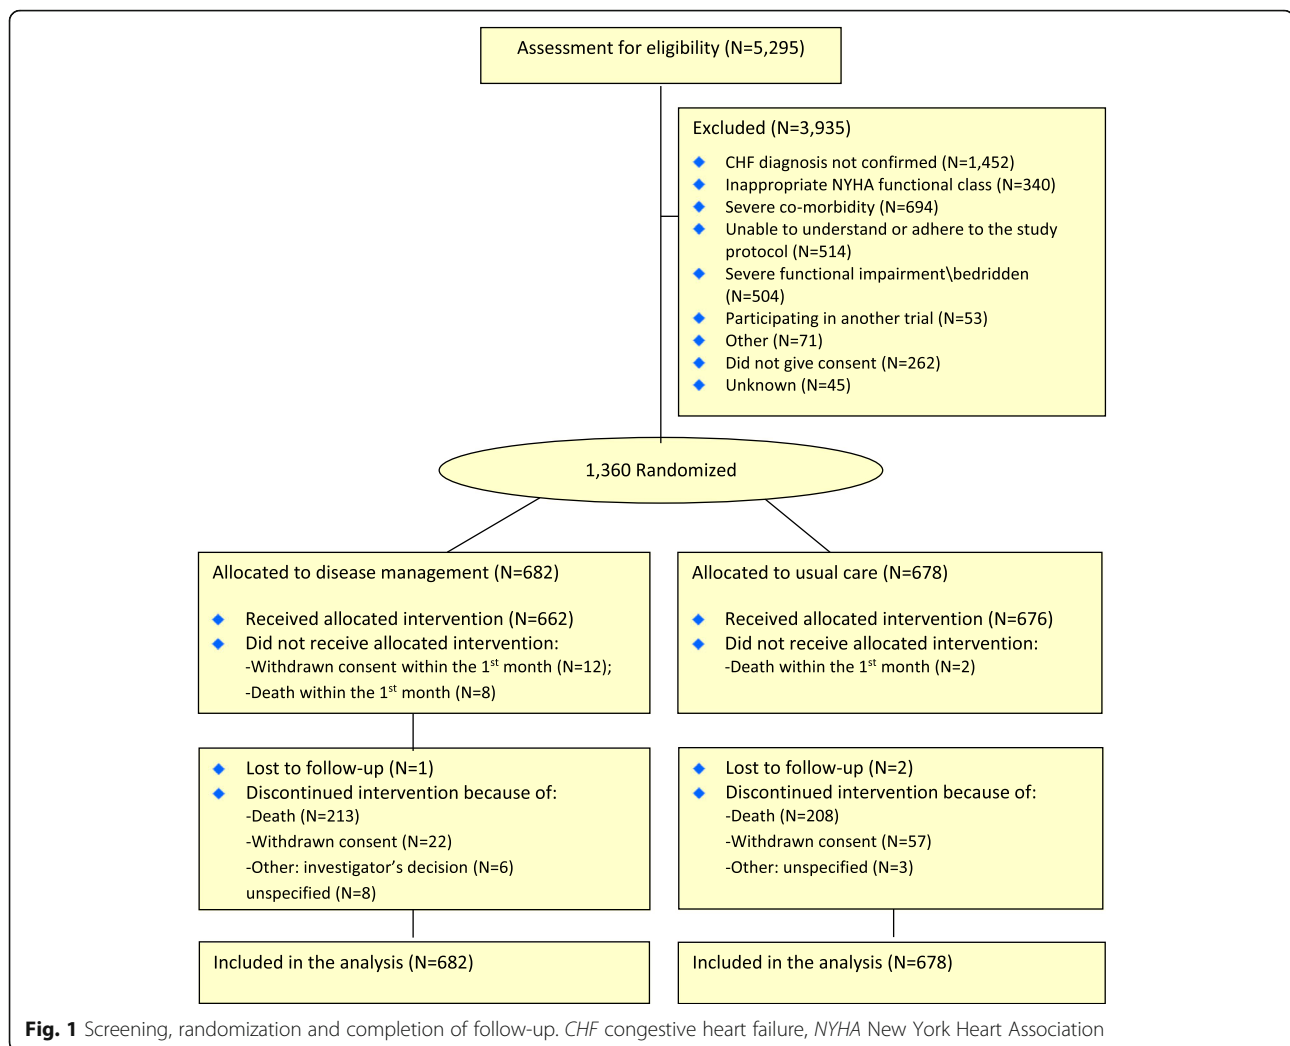 Assessment for eligibility (N=5,295)
Excluded (N=3,935)
CHF diagnosis not confirmed (N=1,452)
Inappropriate NYHA functional class (N=340)
Severe co-morbidity (N=694)
Unable to understand or adhere to the study
protocol (N=514)
Severe functional impairment\bedridden
(N=504)
Participating in another trial (N=53)
Other (N=71)
Did not give consent (N=262)
Unknown (N=45)
1,360 Randomized
Allocated to disease management (N=682)
Received allocated intervention (N=662)
Did not receive allocated intervention:
-Withdrawn consent within the 1st month (N=12);
-Death within the 1st month (N=8)
Allocated to usual care (N=678)
Received allocated intervention (N=676)
Did not receive allocated intervention:
-Death within the 1st month (N=2)
Lost to follow-up (N=1)
Discontinued intervention because of:
-Death (N=213)
-Withdrawn consent (N=22)
-Other: investigator’s decision (N=6)
unspecified (N=8)
Lost to follow-up (N=2)
Discontinued intervention because of:
-Death (N=208)
-Withdrawn consent (N=57)
-Other: unspecified (N=3)
Included in the analysis (N=682)
Included in the analysis (N=678)
Fig. 1 Screening, randomization and completion of follow-up. CHF congestive heart failure, NYHA New York Heart Association